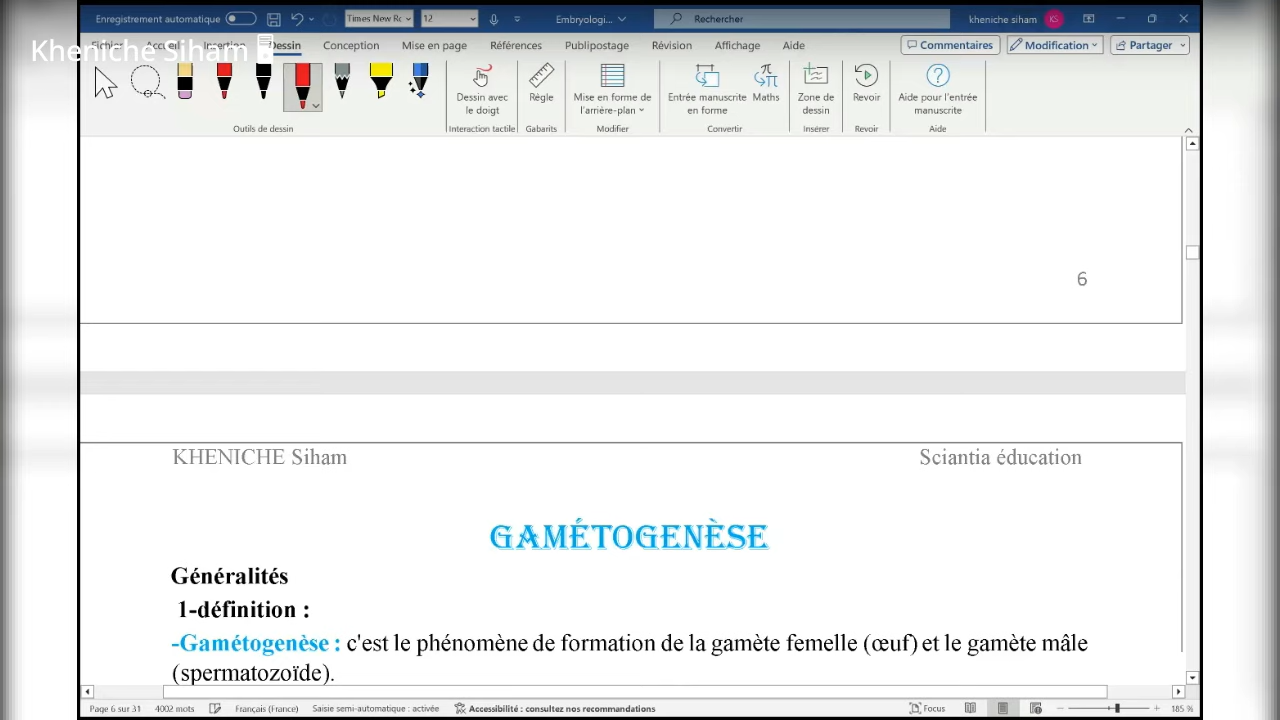 Enregistrement automatique
Times New Rc
12
Embryologi...
Rechercher
kheniche siham
KS
Kheniche Siham
Insertion
Dessin
Conception
Mise en page
Références
Publipostage
Révision
Affichage
Aide
Commentaires
Modification
Partager
Dessin avec le doigt
Règle
Mise en forme de l'arrière-plan
Entrée manuscrite en forme
Maths
Zone de dessin
Revoir
Aide pour l'entrée manuscrite
Outils de dessin
Interaction tactile
Gabarits
Modifier
Convertir
Insérer
Revoir
Aide
6
KHENICHE Siham
Sciantia éducation
GAMÉTOGENÈSE
Généralités
1-définition :
-Gamétogenèse : c'est le phénomène de formation de la gamète femelle (œuf) et le gamète mâle
(spermatozoïde).
Page 6 sur 31
4002 mots
Français (France)
Saisie semi-automatique : activée
Accessibilité : consultez nos recommandations
Focus
185 %